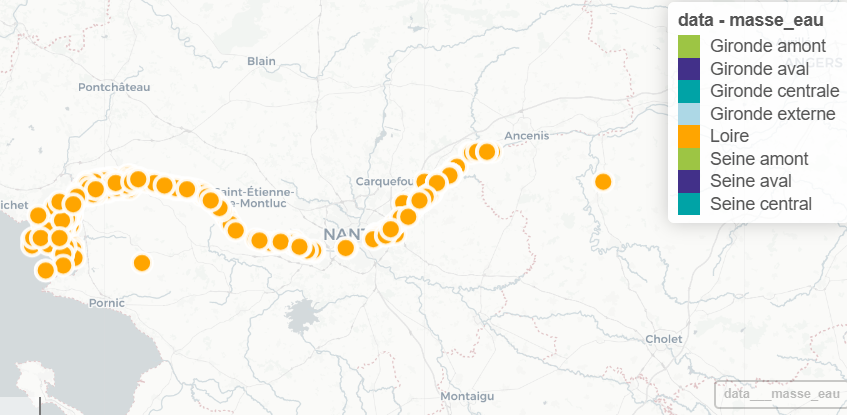 data - masse_eau
Gironde amont
Gironde aval
Gironde centrale
Gironde externe
Loire
Seine amont
Seine aval
Seine central
Blain
Pontchâteau
Ancenis
Carquefou
Saint-Étienne-
-Montluc
NANT
Pornic
Cholet
Montaigu
data___masse_eau